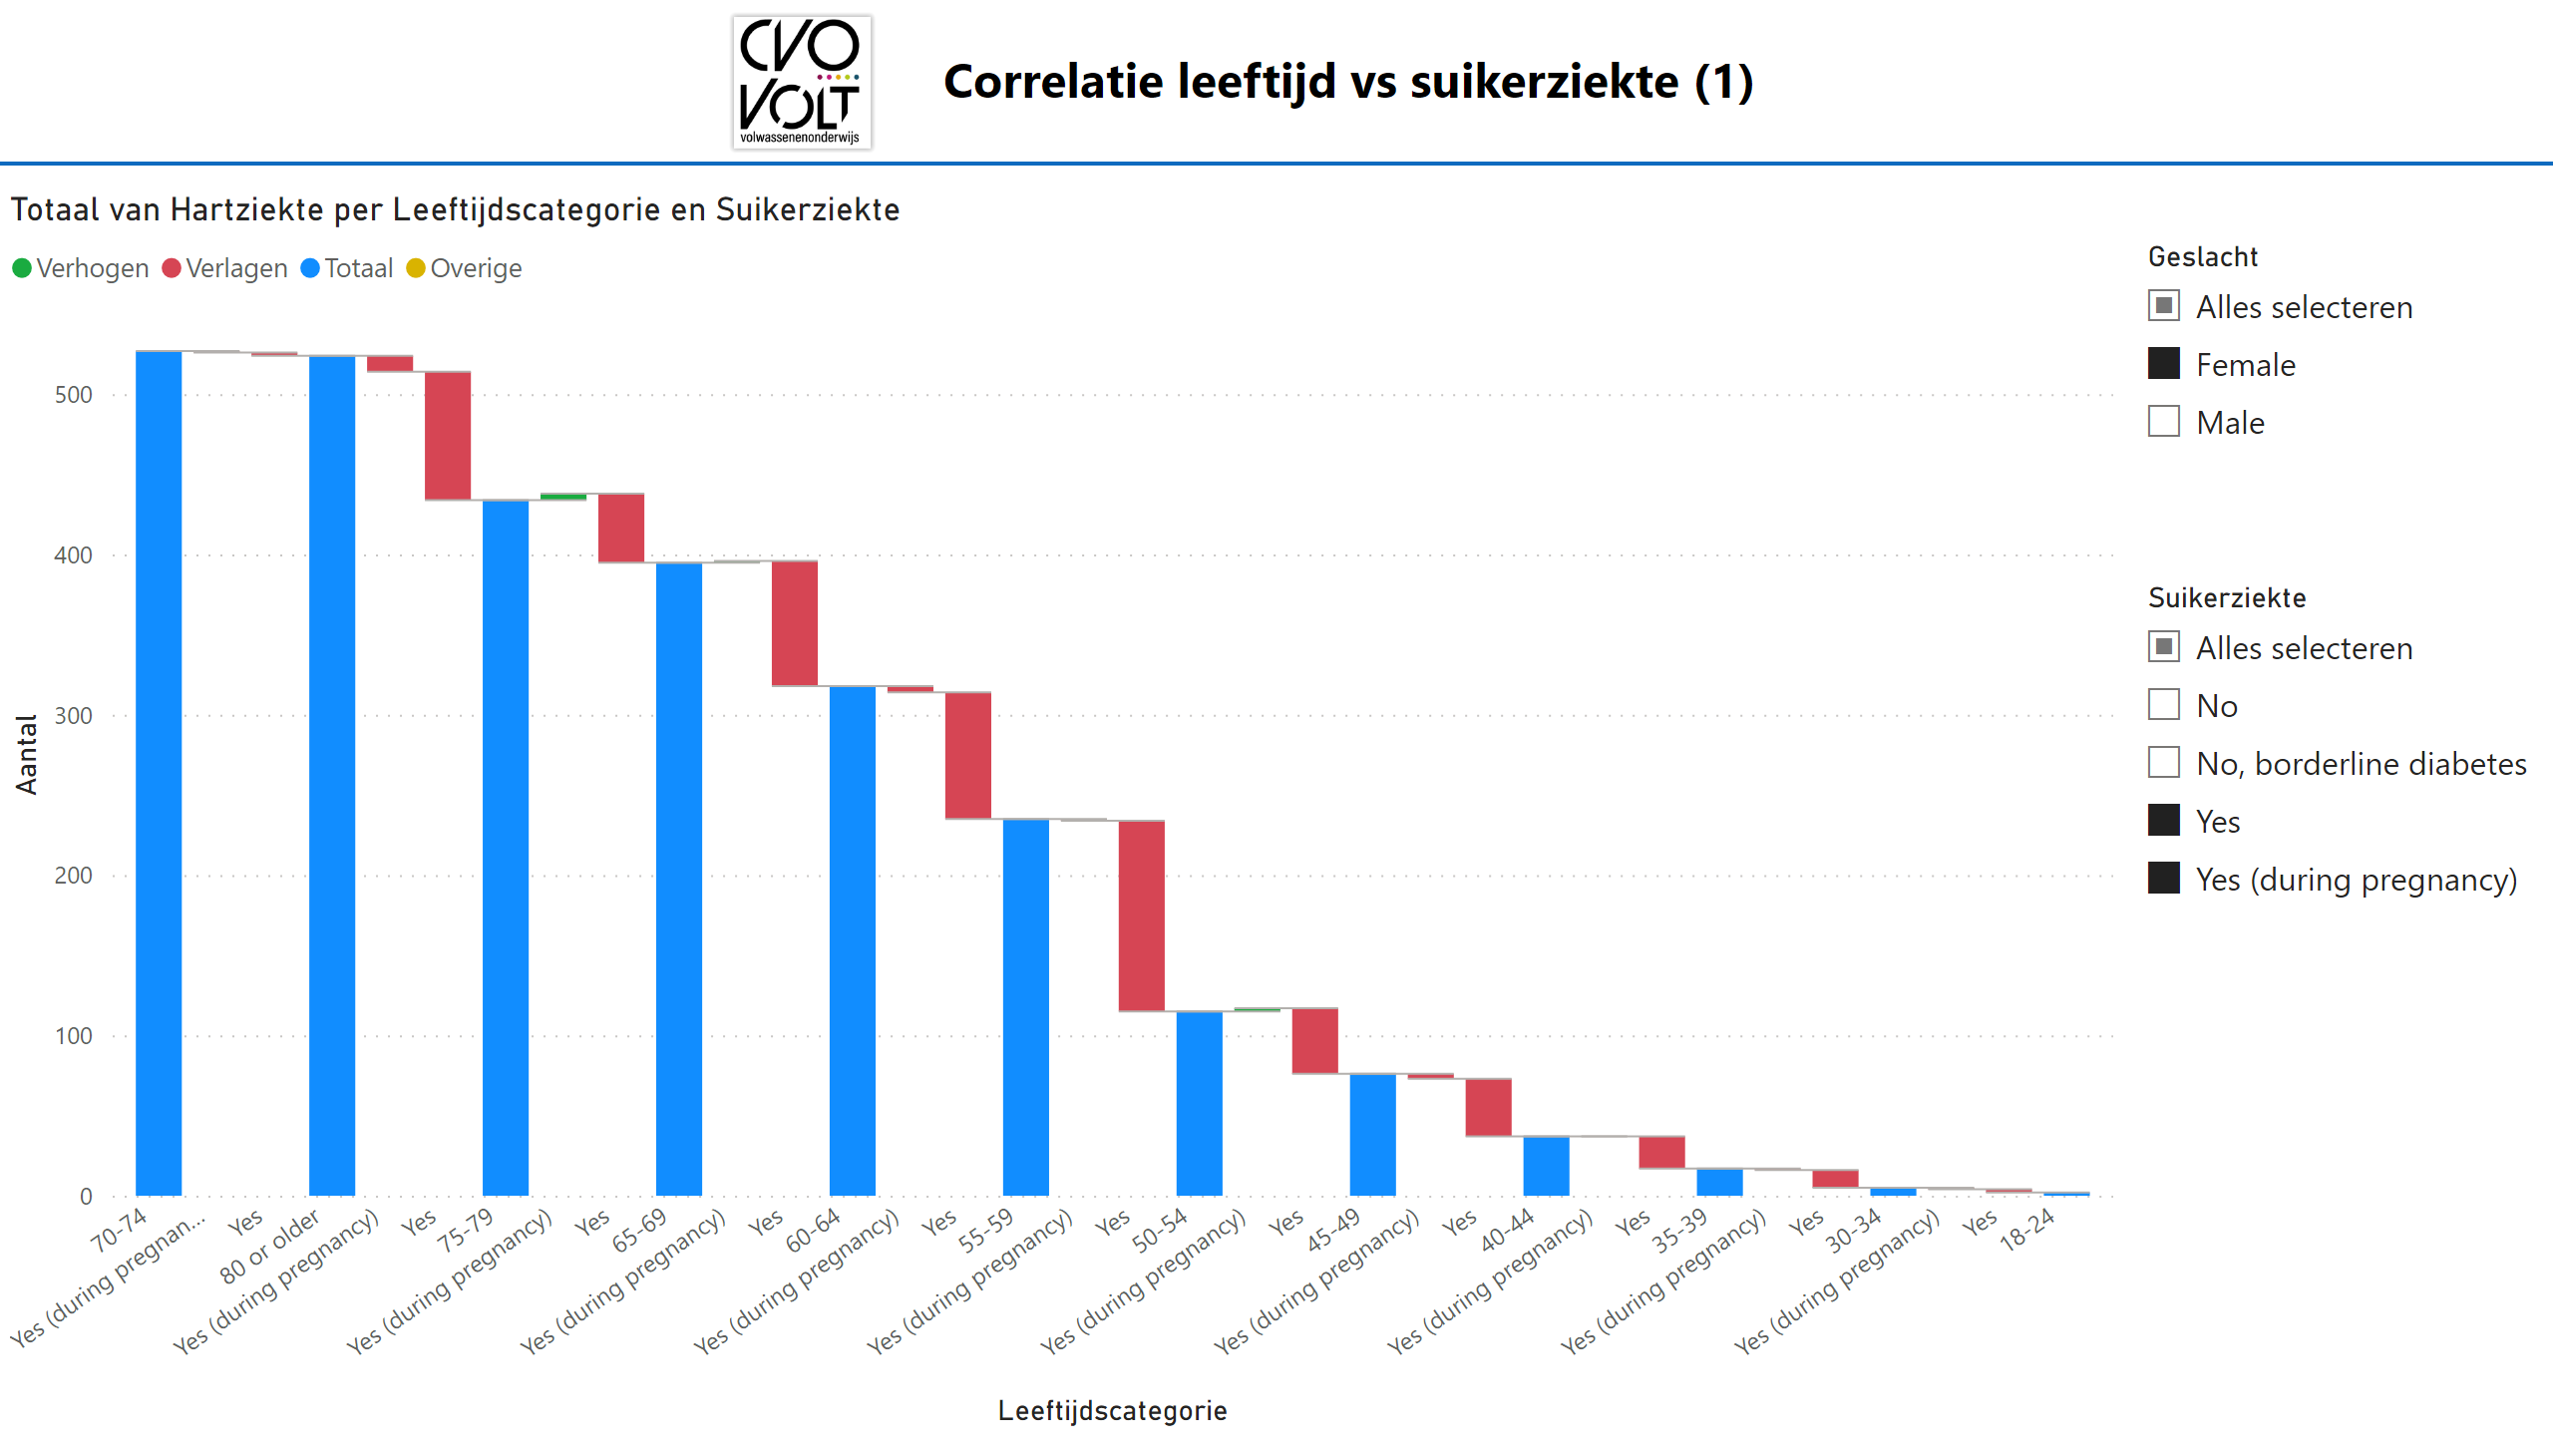 CVO
VOLT
volwassenenonderwijs
Correlatie leeftijd vs suikerziekte (1)
Totaal van Hartziekte per Leeftijdscategorie en Suikerziekte
Verhogen Verlagen Totaal Overige
500
400
300
200
100
0
Aantal
70-74
Yes (during pregnan...
Yes
80 or older
Yes (during pregnancy)
Yes
75-79
Yes (during pregnancy)
Yes
65-69
Yes (during pregnancy)
Yes
60-64
Yes (during pregnancy)
Yes
55-59
Yes (during pregnancy)
Yes
50-54
Yes (during pregnancy)
Yes
45-49
Yes (during pregnancy)
Yes
40-44
Yes (during pregnancy)
Yes
35-39
Yes (during pregnancy)
Yes
30-34
Yes (during pregnancy)
Yes
18-24
Leeftijdscategorie
Geslacht
Alles selecteren
Female
Male
Suikerziekte
Alles selecteren
No
No, borderline diabetes
Yes
Yes (during pregnancy)